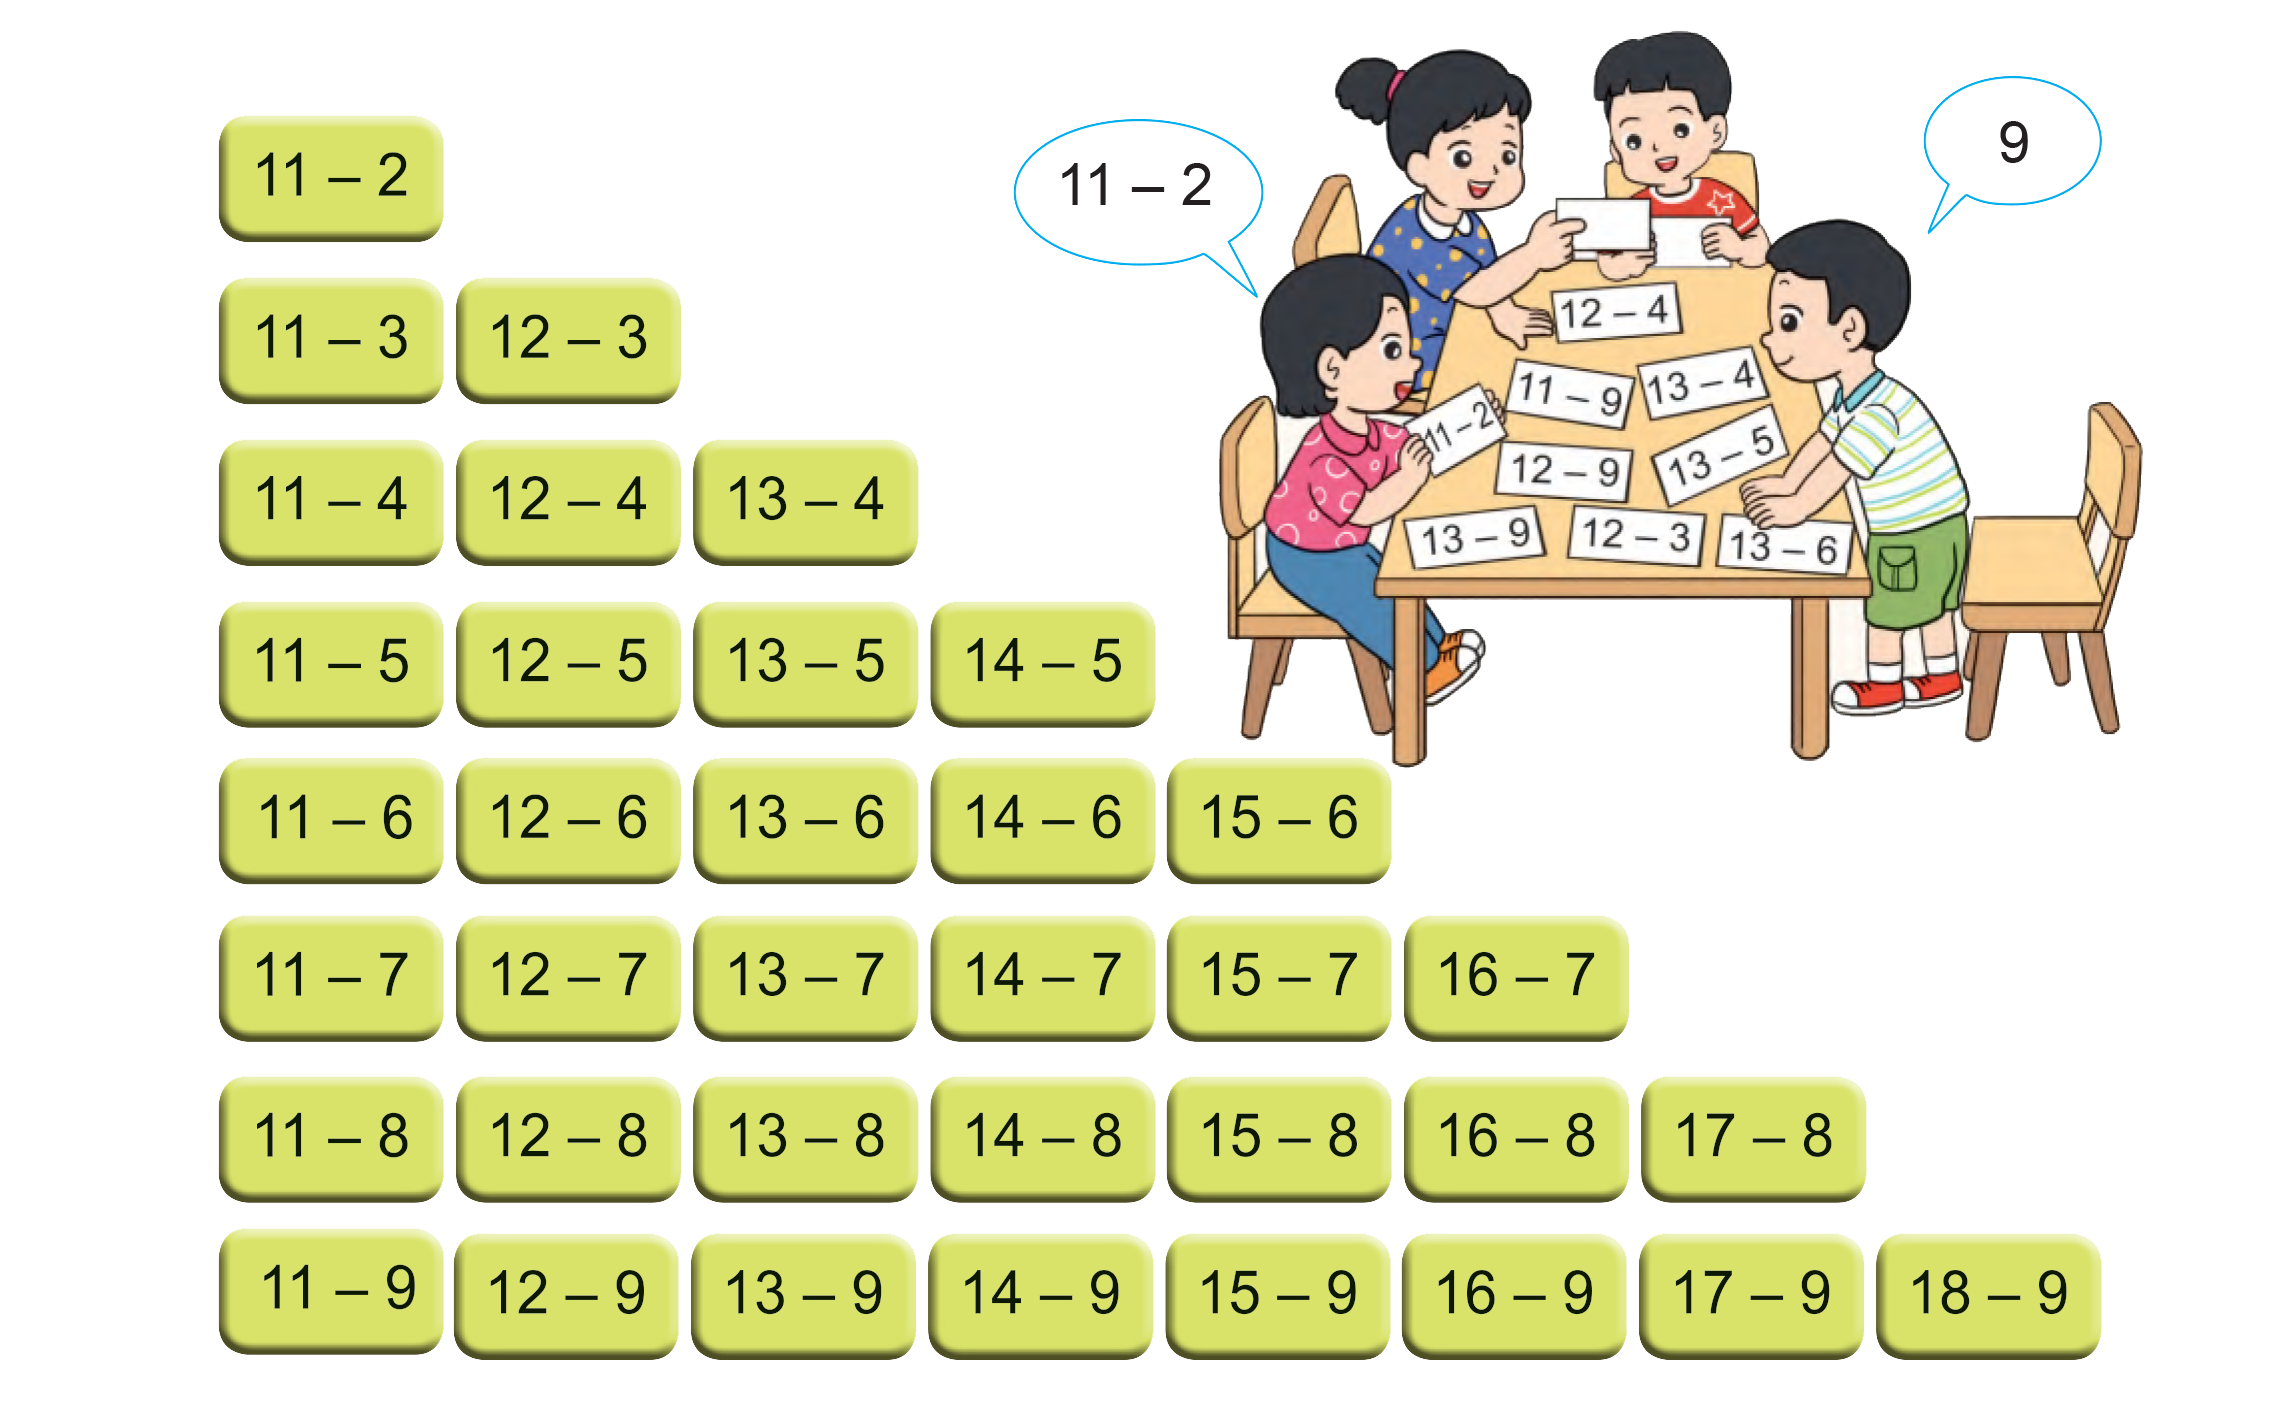 11 – 2
11 – 3 12 – 3
11 – 4 12 – 4 13 – 4
11 – 5 12 – 5 13 – 5 14 – 5
11 – 6 12 – 6 13 – 6 14 – 6 15 – 6
11 – 7 12 – 7 13 – 7 14 – 7 15 – 7 16 – 7
11 – 8 12 – 8 13 – 8 14 – 8 15 – 8 16 – 8 17 – 8
11 – 9 12 – 9 13 – 9 14 – 9 15 – 9 16 – 9 17 – 9 18 – 9
11 – 2
9
12 – 4
11 – 9
13 – 4
11 – 2
12 – 9
13 – 5
13 – 9
12 – 3
13 – 6